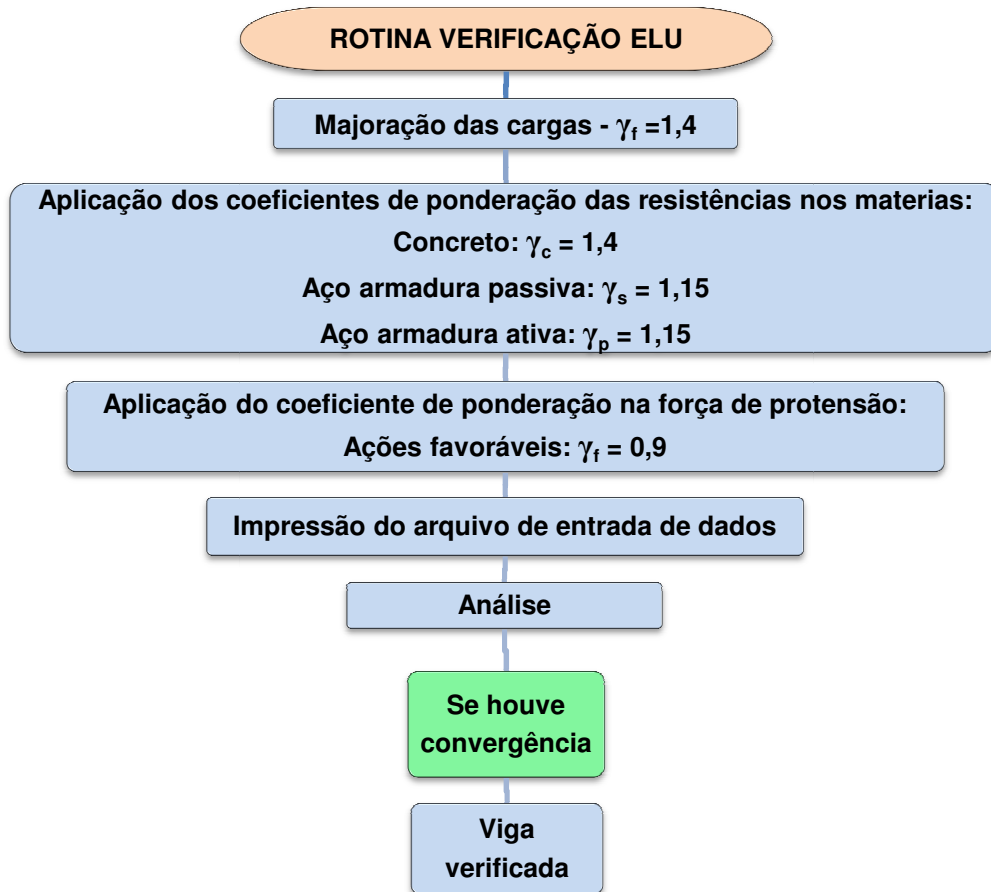 ROTINA VERIFICAÇÃO ELU
Majoração das cargas - γf =1,4
Aplicação dos coeficientes de ponderação das resistências nos materias:
Concreto: γc = 1,4
Aço armadura passiva: γs = 1,15
Aço armadura ativa: γp = 1,15
Aplicação do coeficiente de ponderação na força de protensão:
Ações favoráveis: γf = 0,9
Impressão do arquivo de entrada de dados
Análise
Se houve
convergência
Viga
verificada